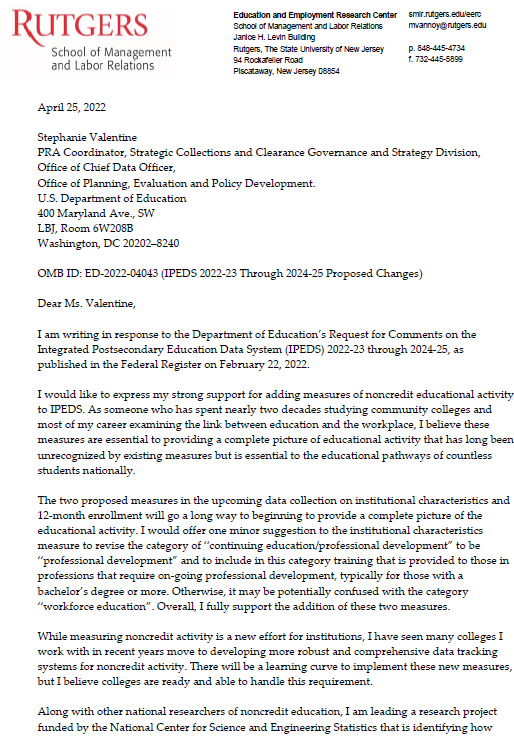 RUTGERS
School of Management
and Labor Relations
Education and Employment Research Center
School of Management and Labor Relations
Janice H. Levin Building
Rutgers, The State University of New Jersey
94 Rockafeller Road
Piscataway, New Jersey 08854
smlr.rutgers.edu/eerc
mvannoy@rutgers.edu
p. 848-445-4734
f. 732-445-5899
April 25, 2022
Stephanie Valentine
PRA Coordinator, Strategic Collections and Clearance Governance and Strategy Division,
Office of Chief Data Officer,
Office of Planning, Evaluation and Policy Development.
U.S. Department of Education
400 Maryland Ave., SW
LBJ, Room 6W208B
Washington, DC 20202–8240
OMB ID: ED-2022-04043 (IPEDS 2022-23 Through 2024-25 Proposed Changes)
Dear Ms. Valentine,
I am writing in response to the Department of Education's Request for Comments on the
Integrated Postsecondary Education Data System (IPEDS) 2022-23 through 2024-25, as
published in the Federal Register on February 22, 2022.
I would like to express my strong support for adding measures of noncredit educational activity
to IPEDS. As someone who has spent nearly two decades studying community colleges and
most of my career examining the link between education and the workplace, I believe these
measures are essential to providing a complete picture of educational activity that has long been
unrecognized by existing measures but is essential to the educational pathways of countless
students nationally.
The two proposed measures in the upcoming data collection on institutional characteristics and
12-month enrollment will go a long way to beginning to provide a complete picture of the
educational activity. I would offer one minor suggestion to the institutional characteristics
measure to revise the category of "continuing education/professional development" to be
"professional development" and to include in this category training that is provided to those in
professions that require on-going professional development, typically for those with a
bachelor's degree or more. Otherwise, it may be potentially confused with the category
"workforce education". Overall, I fully support the addition of these two measures.
While measuring noncredit activity is a new effort for institutions, I have seen many colleges I
work with in recent years move to developing more robust and comprehensive data tracking
systems for noncredit activity. There will be a learning curve to implement these new measures,
but I believe colleges are ready and able to handle this requirement.
Along with other national researchers of noncredit education, I am leading a research project
funded by the National Center for Science and Engineering Statistics that is identifying how